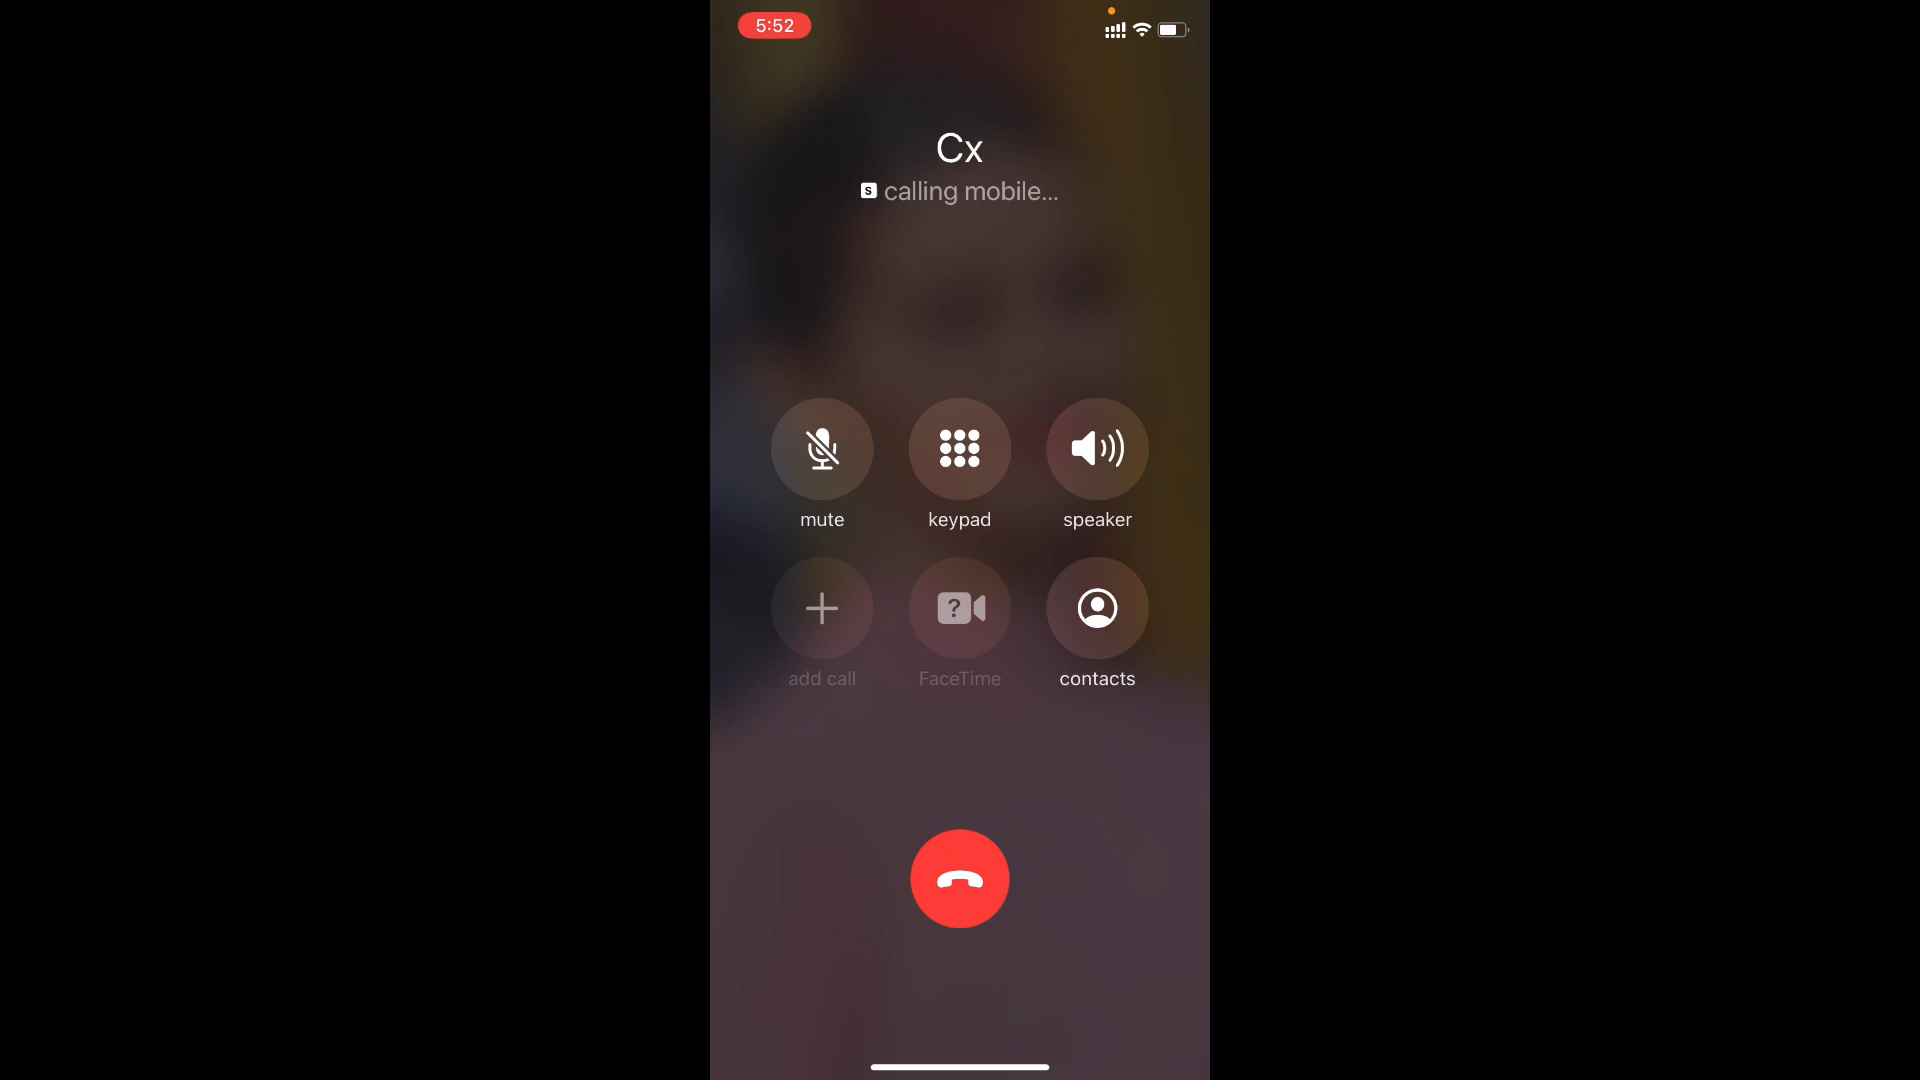 5:52
Cx
S calling mobile...
mute
keypad
speaker
?
add call
FaceTime
contacts